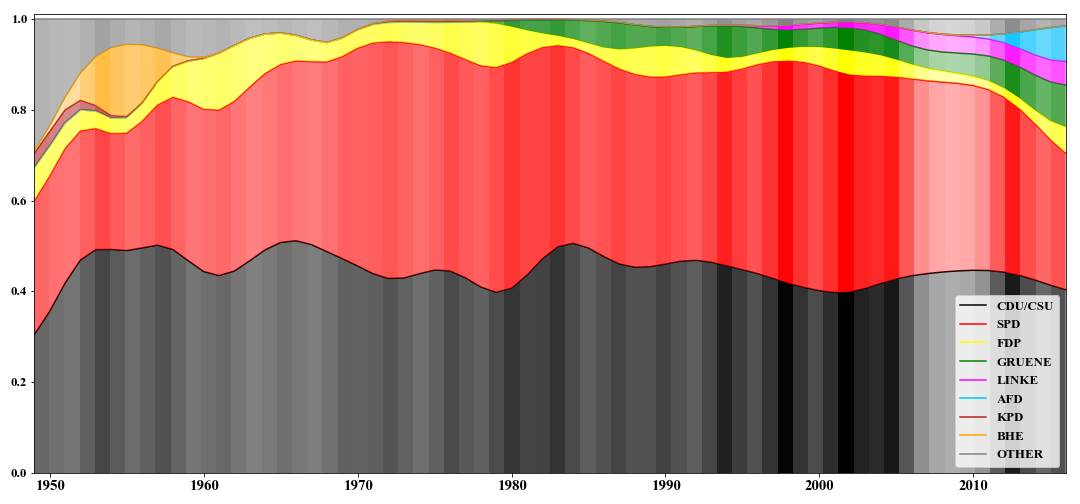 1.0
0.8
0.6
0.4
0.2
0.0
CDU/CSU
SPD
FDP
GRUENE
LINKE
AFD
KPD
BHE
OTHER
1950 1960 1970 1980 1990 2000 2010